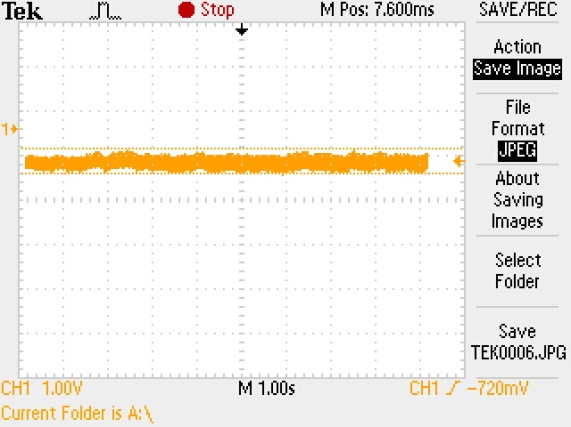 Tek Stop M Pos: 7.600ms SAVE/REC
Action
Save Image
File
Format
JPEG
About
Saving
Images
Select
Folder
Save
TEK0006.JPG
1
CH1 1.00V M 1.00s CH1 -720mV
Current Folder is A:\